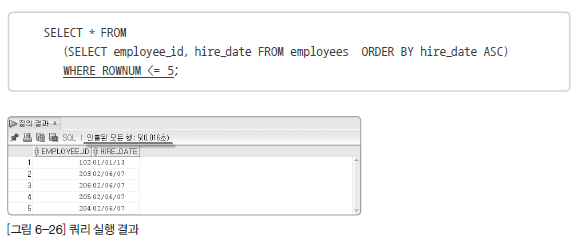 SELECT * FROM
(SELECT employee_id, hire_date FROM employees ORDER BY hire_date ASC)
WHERE ROWNUM <= 5;
질의 결과 x
SQL | 인출된 모든 행: 5(0,016초)
EMPLOYEE_ID HIRE_DATE
1 102 01/01/13
2 203 02/06/07
3 206 02/06/07
4 205 02/06/07
5 204 02/06/07
[그림 6-26] 쿼리 실행 결과